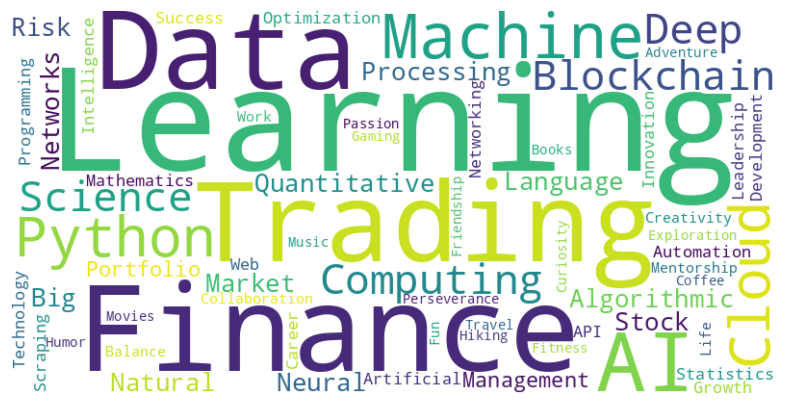 Risk
Success
Optimization
Data
Machine
Deep
Adventure
Programming
Networks
Intelligence
Learning
Processing
Blockchain
Work
Passion
Gaming
Networking
Books
Innovation
Leadership
Development
Mathematics
Science
Quantitative
Language
Trading
Friendship
Python
Music
Curiosity
Creativity
Exploration
Automation
Cloud
Portfolio
Web
Market
Computing
Mentorship
Coffee
Technology
Big
Collaboration
Perseverance
Algorithmic
Scraping
Humor
Movies
Finance
Career
Fun
Travel
Hiking
API
Stock
Life
Balance
Fitness
AI
Natural
Neural
Artificial
Management
Statistics
Growth